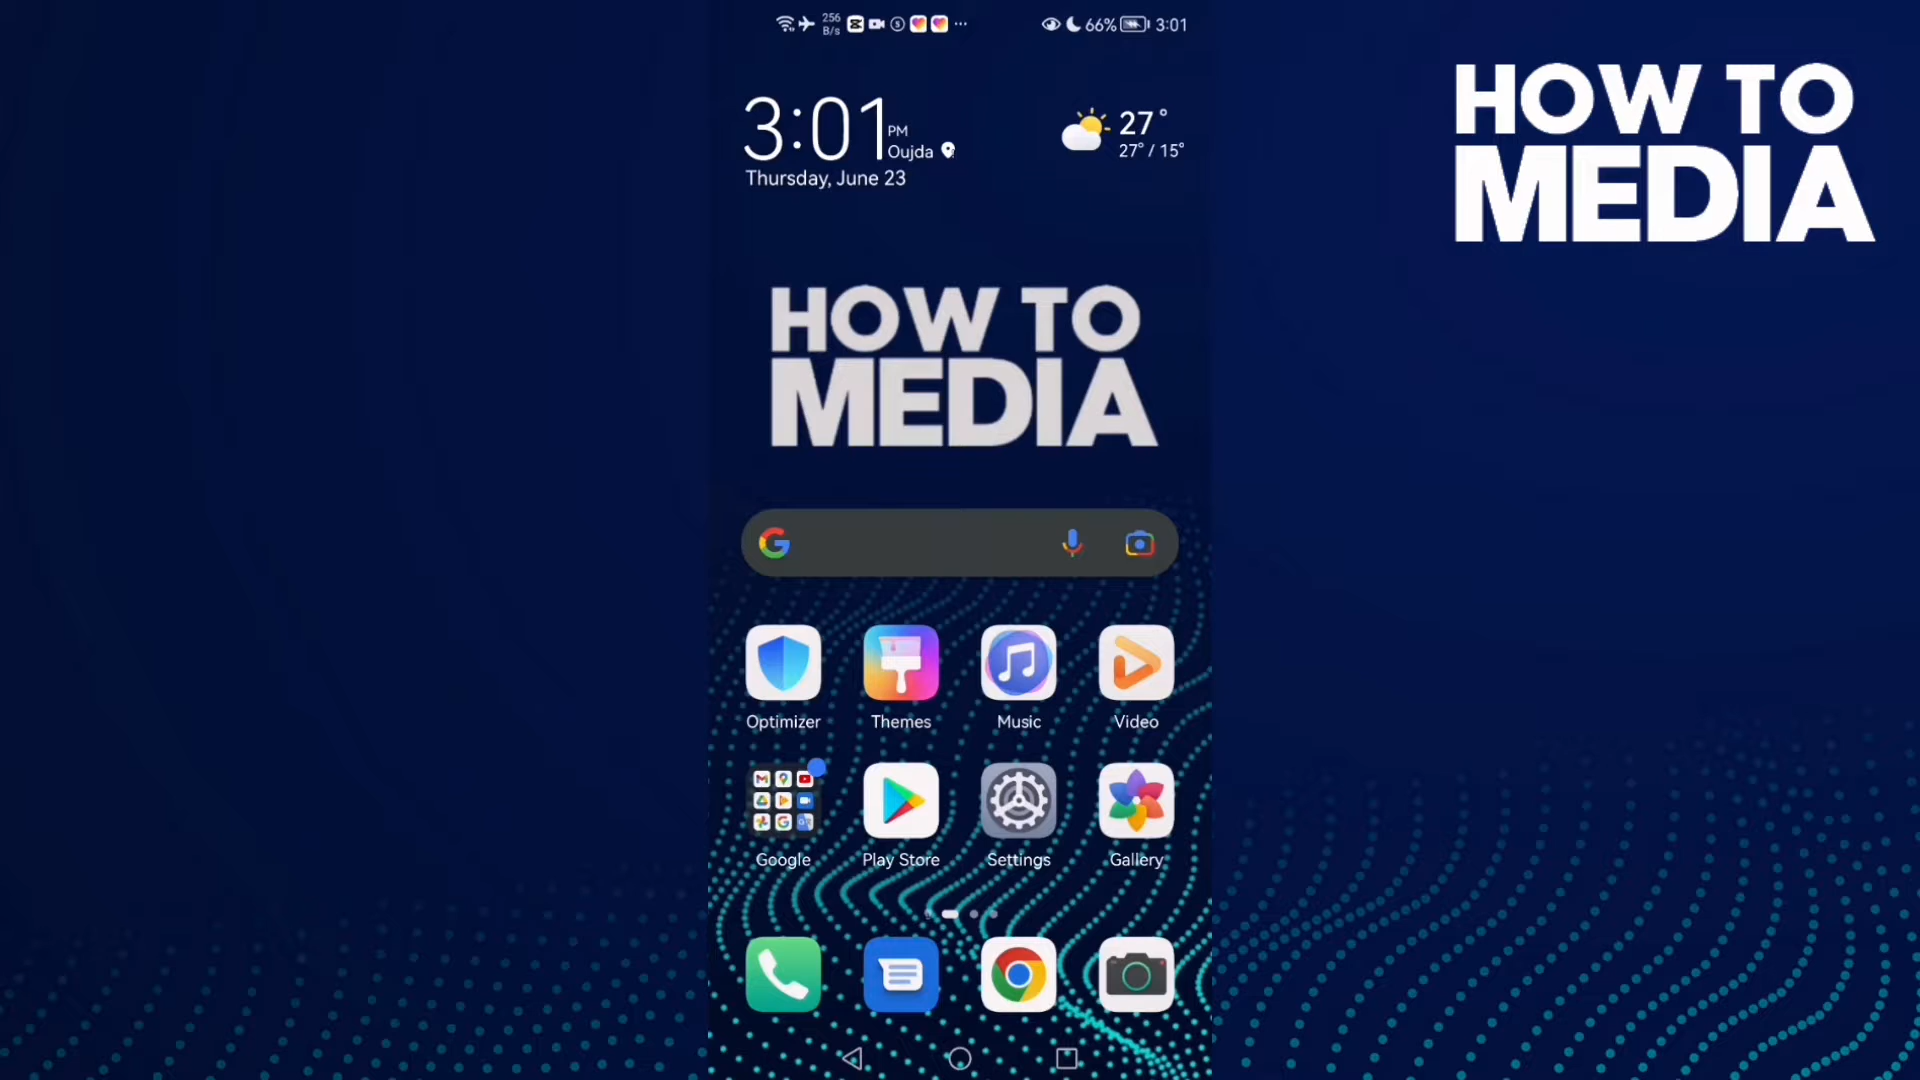 256
B/s
66%
3:01
3:01
PM
Oujda
Thursday, June 23
27°
27° / 15°
HOW TO
MEDIA
HOW TO
MEDIA
Optimizer
Themes
Music
Video
Google
Play Store
Settings
Gallery